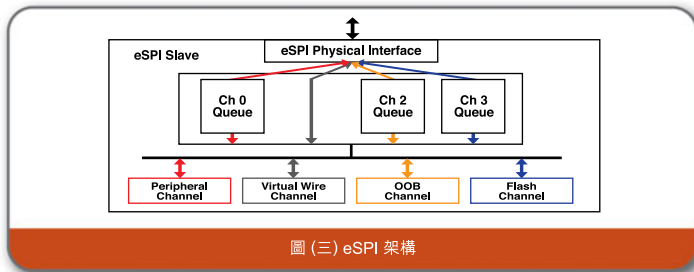 eSPI Slave
eSPI Physical Interface
Ch 0
Queue
Ch 2
Queue
Ch 3
Queue
Peripheral
Channel
Virtual Wire
Channel
OOB
Channel
Flash
Channel
圖 (三) eSPI 架構